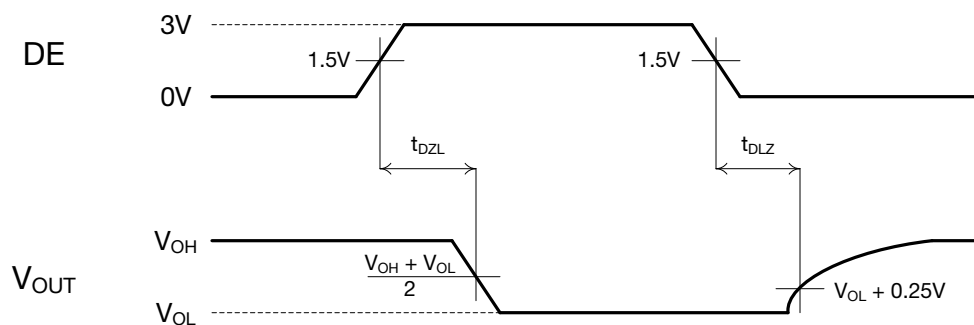 3V
DE
1.5V
1.5V
0V
tDZL
tDLZ
VOH
VOH + VOL
2
VOUT
VOL + 0.25V
VOL